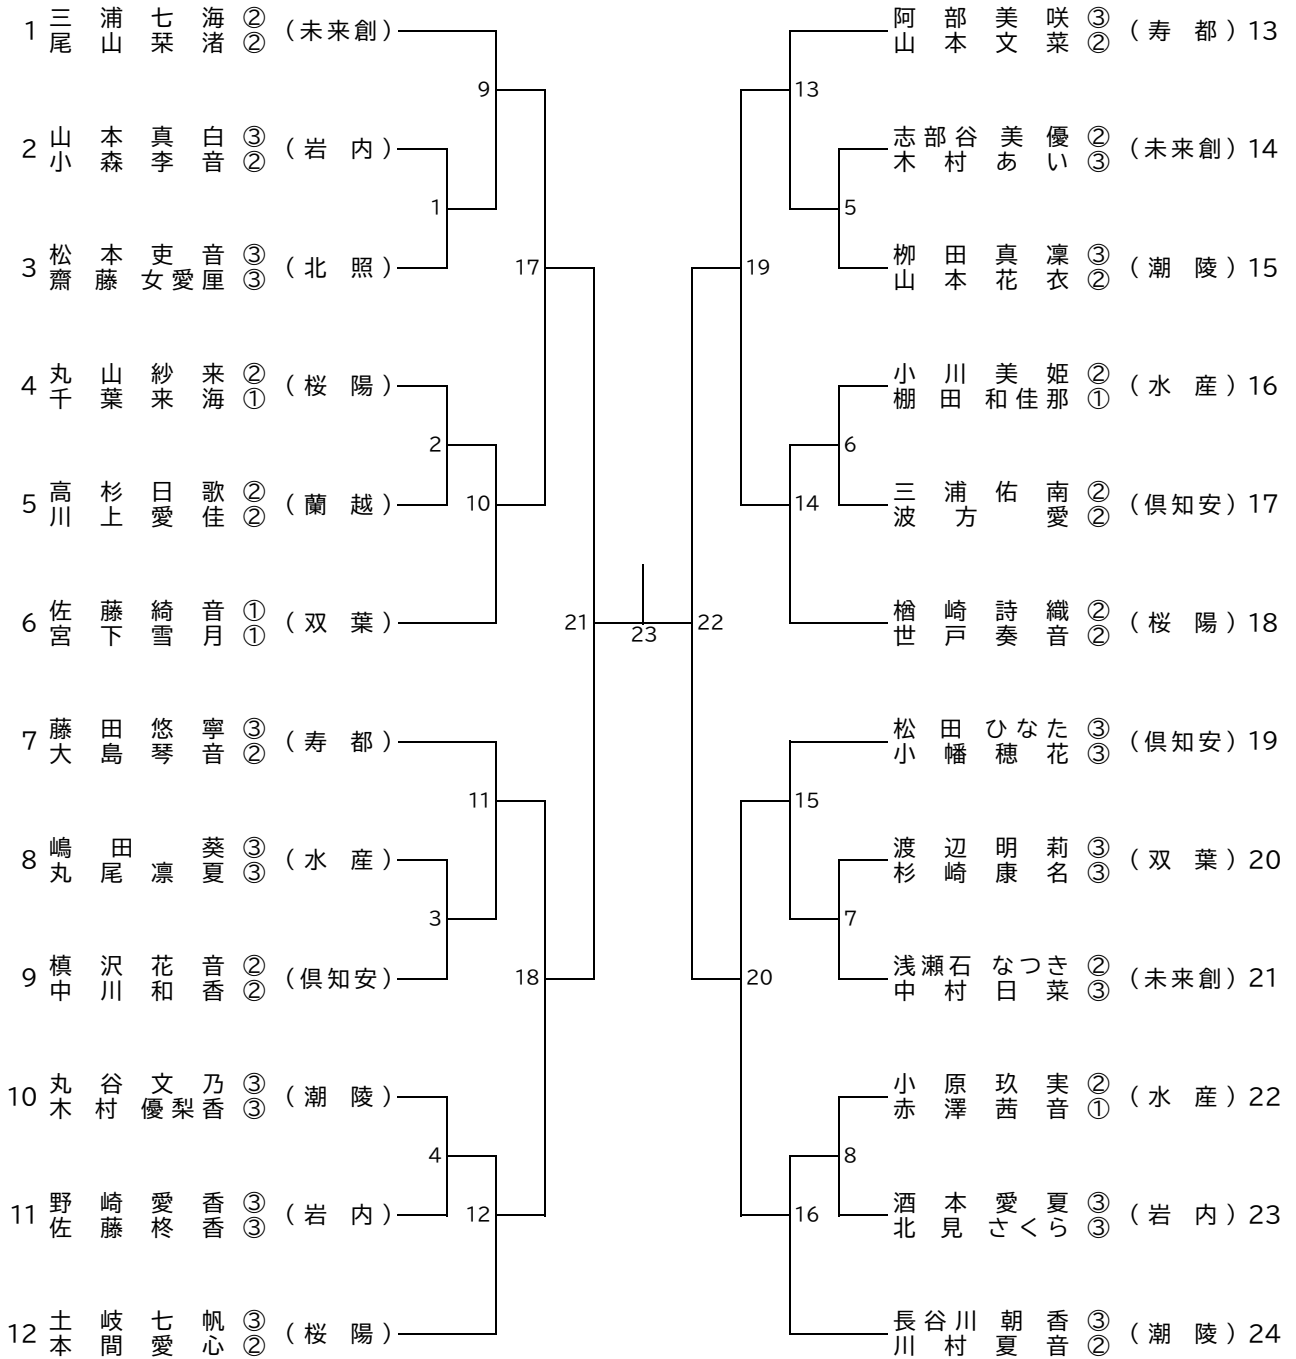 1 三浦七海② (未来創)
尾山栞渚②
2 山本真白③ (岩内)
小森李音②
3 松本吏音③ (北照)
齋藤女愛厘③
4 丸山紗来② (桜陽)
千葉来海①
5 高杉日歌② (蘭越)
川上愛佳②
6 佐藤綺音① (双葉)
宮下雪月①
7 藤田悠寧③ (寿都)
大島琴音②
8 嶋田葵③ (水産)
丸尾凛夏③
9 槙沢花音② (倶知安)
中川和香②
10 丸谷文乃③ (潮陵)
木村優梨香③
11 野崎愛香③ (岩内)
佐藤柊香③
12 土岐七帆③ (桜陽)
本間愛心②
9
1
17
2
10
21
11
3
18
4
12
23
22
13
5
19
6
14
15
7
20
8
16
阿部美咲③ (寿都) 13
山本文菜②
志部谷美優② (未来創) 14
木村あい③
栁田真凜③ (潮陵) 15
山本花衣②
小川美姫② (水産) 16
棚田和佳那①
三浦佑南② (倶知安) 17
波方愛②
楢崎詩織② (桜陽) 18
世戸奏音②
松田ひなた③ (倶知安) 19
小幡穂花③
渡辺明莉③ (双葉) 20
杉崎康名③
浅瀬石なつき② (未来創) 21
中村日菜③
小原玖実② (水産) 22
赤澤茜音①
酒本愛夏③ (岩内) 23
北見さくら③
長谷川朝香③ (潮陵) 24
川村夏音②